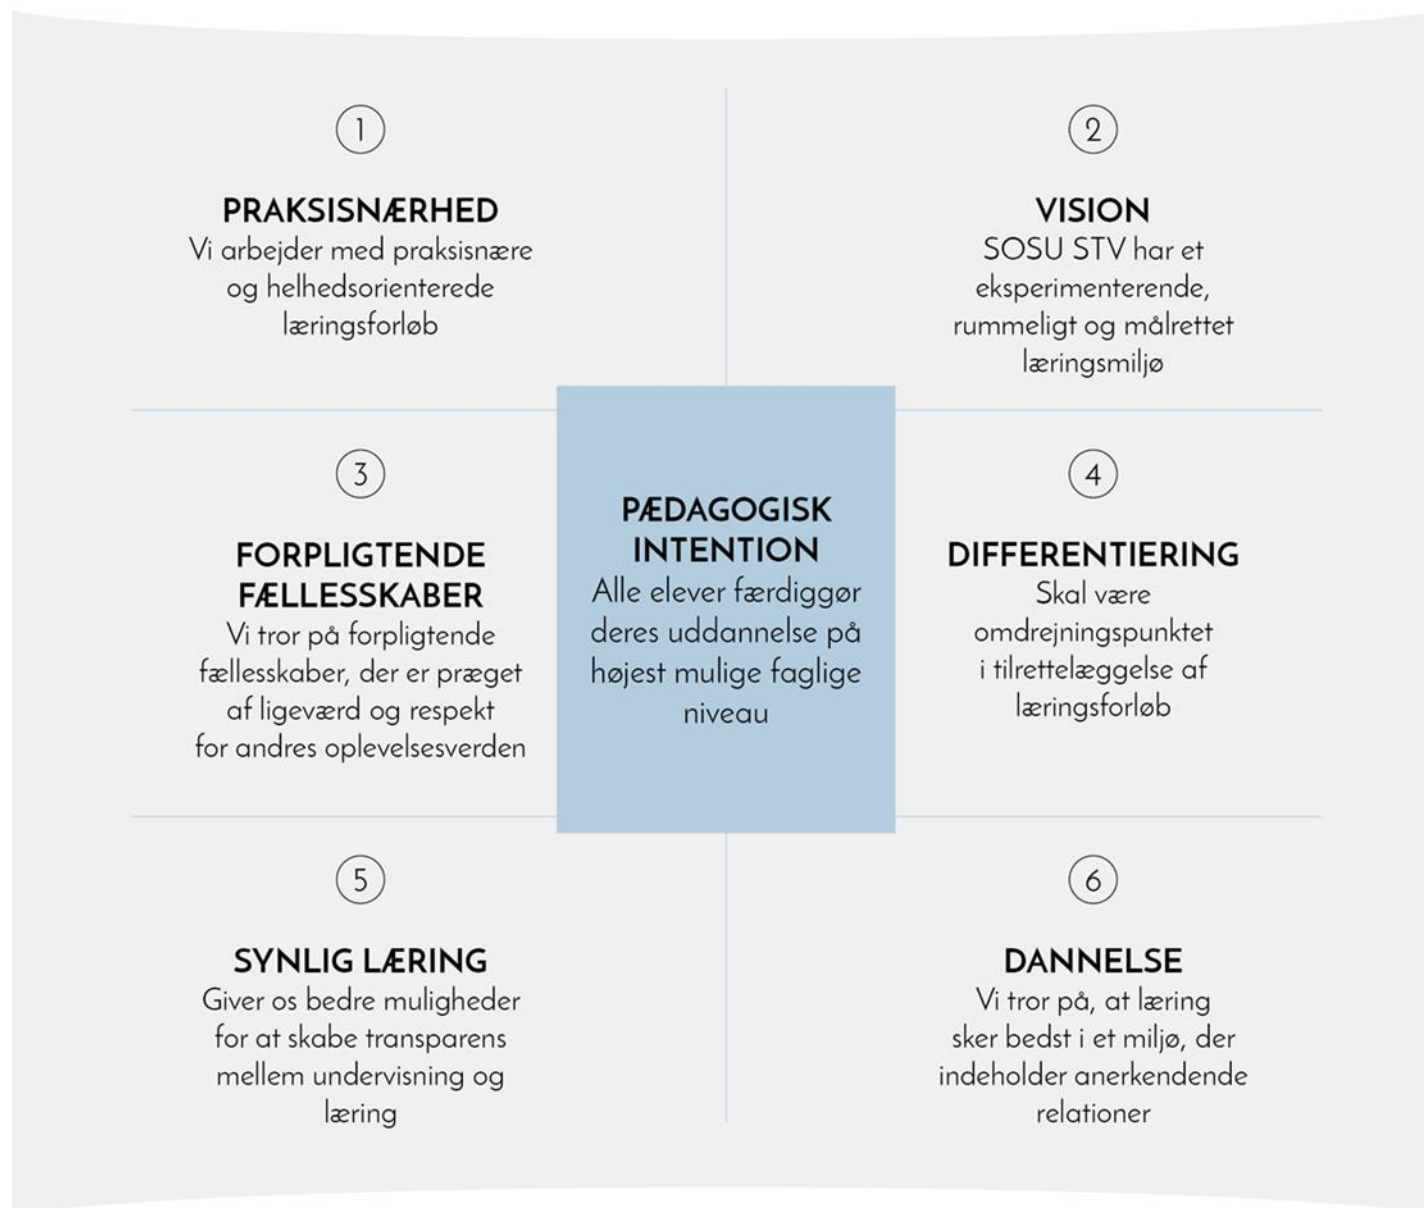 1
PRAKSISNÆRHED
Vi arbejder med praksisnære
og helhedsorienterede
læringsforløb
2
VISION
SOSU STV har et
eksperimenterende,
rummeligt og målrettet
læringsmiljø
3
FORPLIGTENDE
FÆLLESSKABER
Vi tror på forpligtende
fællesskaber, der er præget
af ligeværd og respekt
for andres oplevelsesverden
PÆDAGOGISK
INTENTION
Alle elever færdiggør
deres uddannelse på
højest mulige faglige
niveau
4
DIFFERENTIERING
Skal være
omdrejningspunktet
i tilrettelæggelse af
læringsforløb
5
SYNLIG LÆRING
Giver os bedre muligheder
for at skabe transparens
mellem undervisning og
læring
6
DANNELSE
Vi tror på, at læring
sker bedst i et miljø, der
indeholder anerkendende
relationer